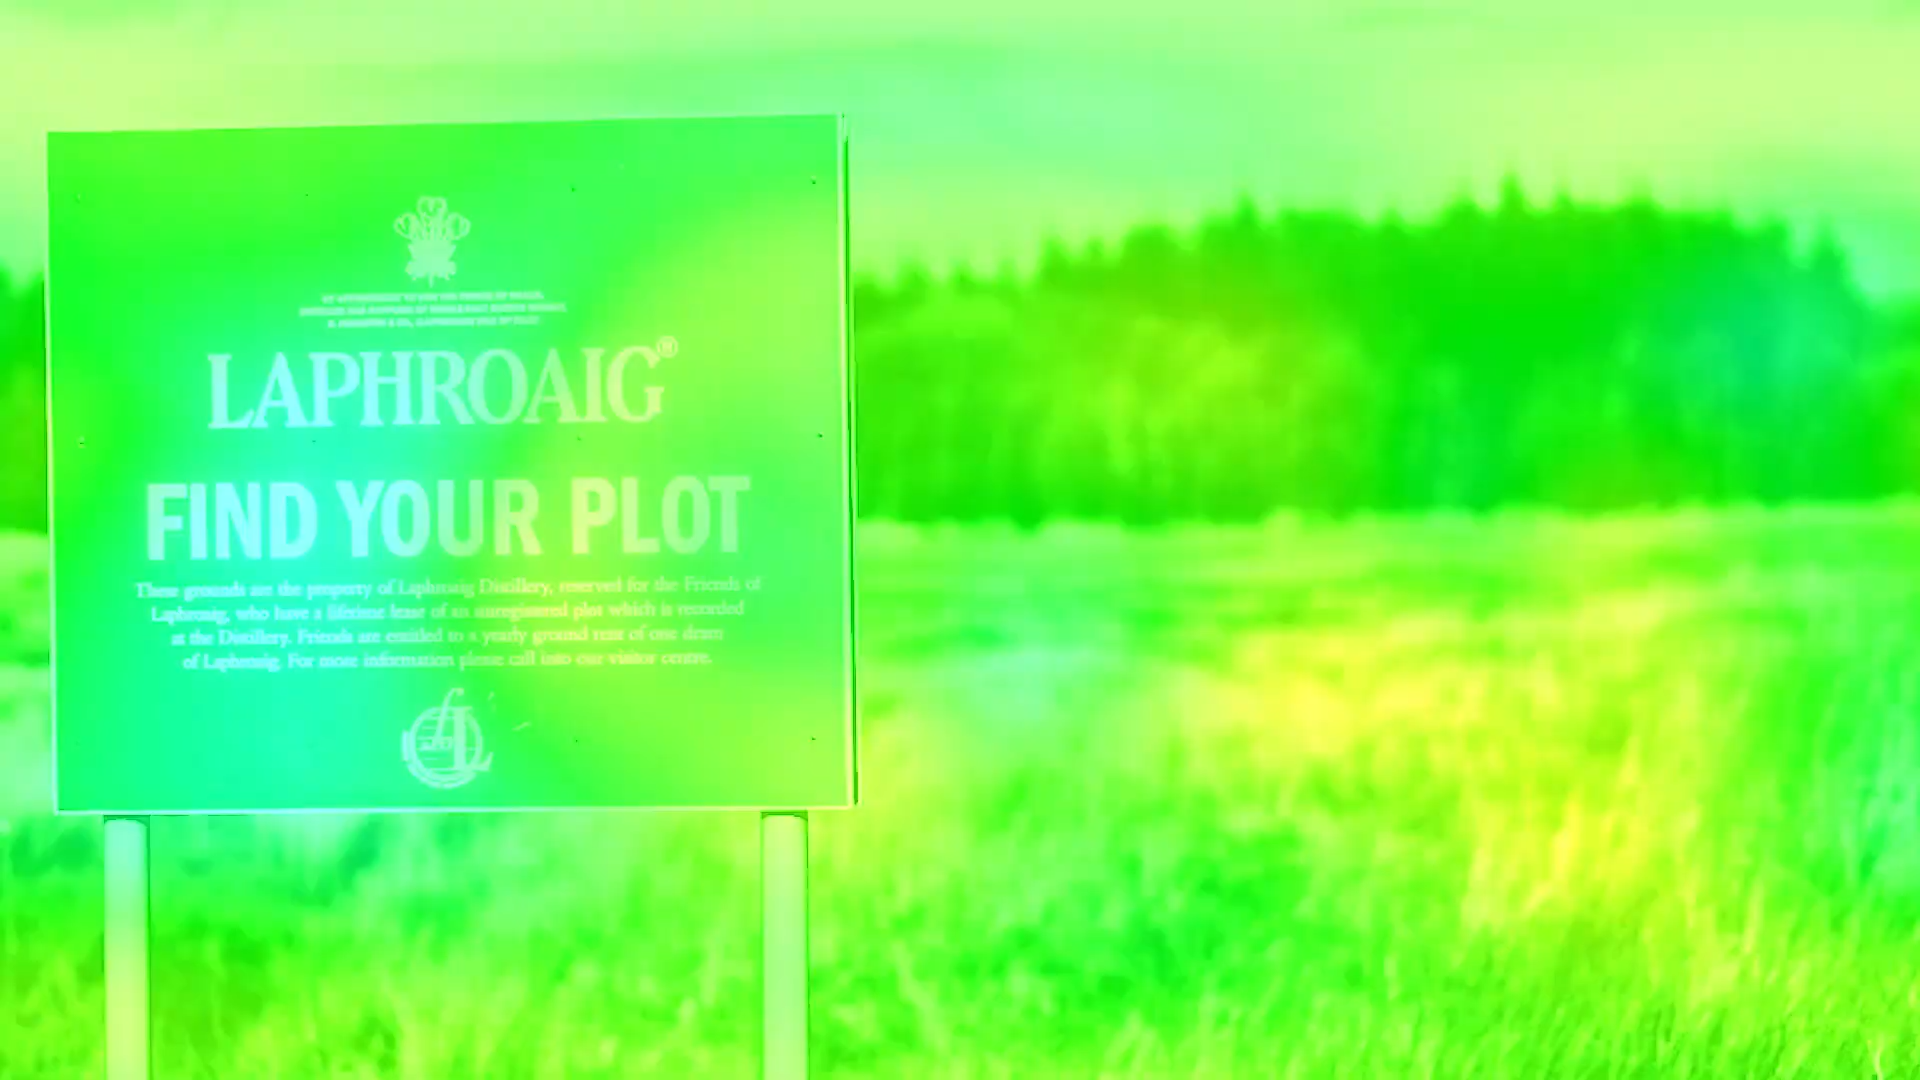 LAPHROAIG®
FIND YOUR PLOT
These grounds are the property of Laphroaig Distillery, reserved for the Friends of
Laphroaig, who have a lifetime lease of an unregistered plot which is recorded
at the Distillery. Friends are entitled to a yearly ground rent of one dram
of Laphroaig. For more information please call into our visitor centre.